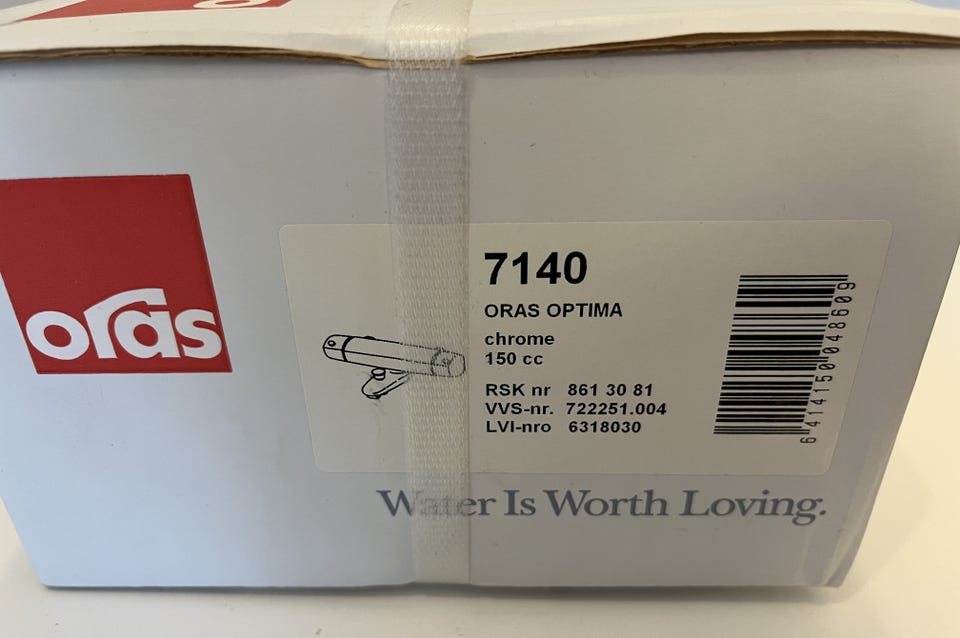 oras
7140
ORAS OPTIMA
chrome
150 cc
RSK nr 861 30 81
VVS-nr. 722251.004
LVI-nro 6318030
6414150048609
Water Is Worth Loving.